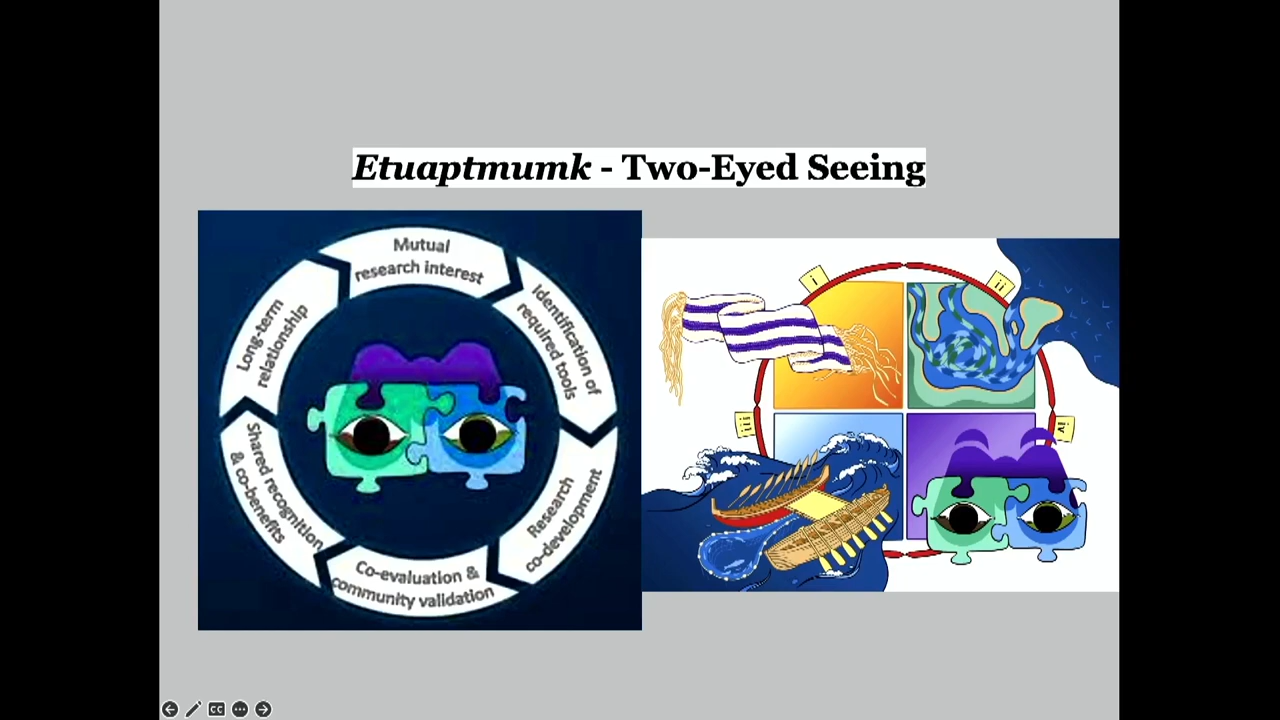 Etuaptmumk - Two-Eyed Seeing
Mutual
research interest
Identification of
required tools
Research
co-development
Co-evaluation &
community validation
Shared recognition
& co-benefits
Long-term
relationship
i
ii
iii
iv
CC